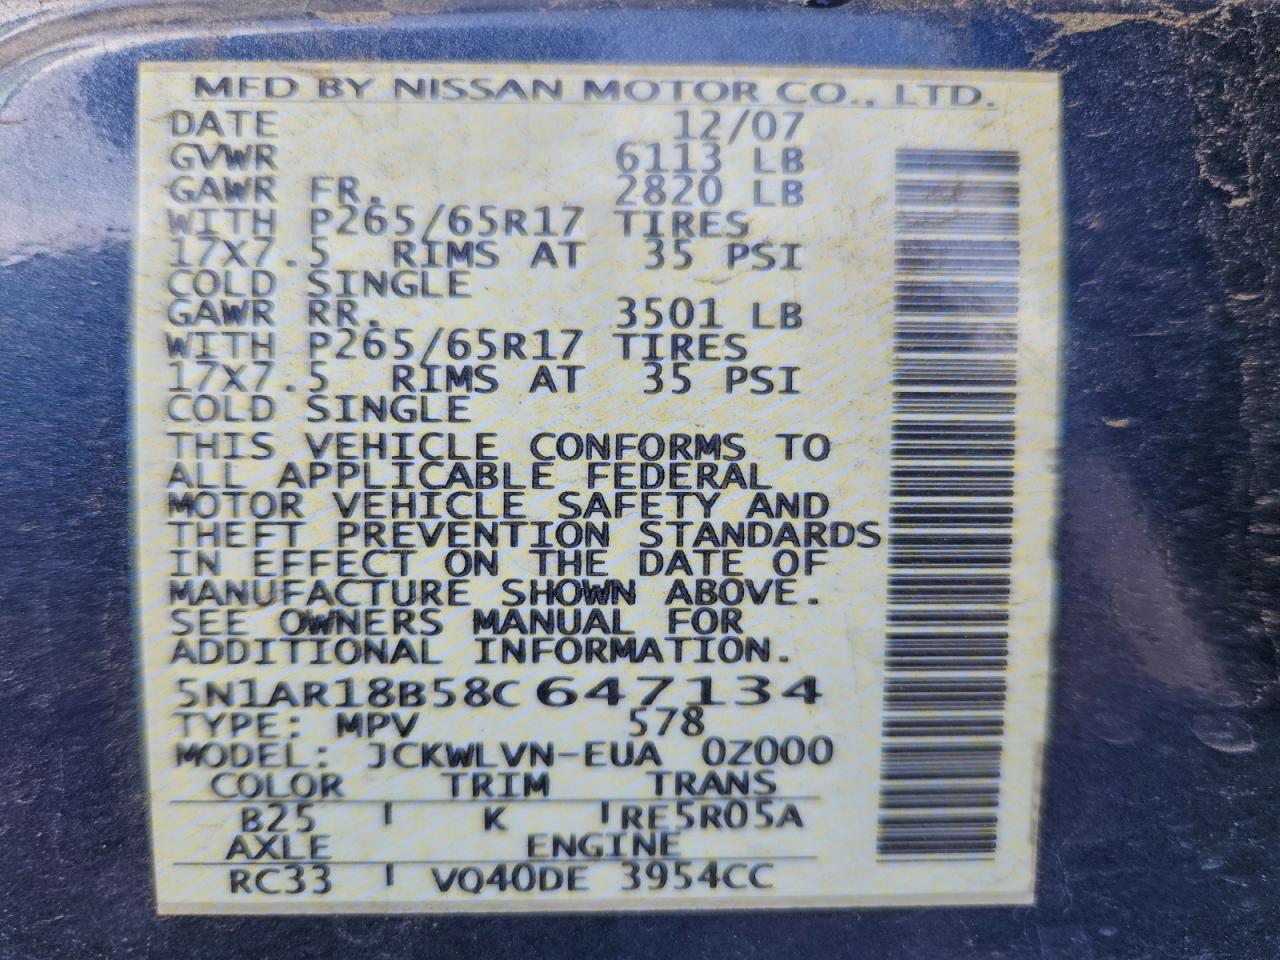 MFD BY NISSAN MOTOR CO., LTD.
DATE 12/07
GVWR 6113 LB
GAWR FR. 2820 LB
WITH P265/65R17 TIRES
17X7.5 RIMS AT 35 PSI
COLD SINGLE
GAWR RR. 3501 LB
WITH P265/65R17 TIRES
17X7.5 RIMS AT 35 PSI
COLD SINGLE
THIS VEHICLE CONFORMS TO
ALL APPLICABLE FEDERAL
MOTOR VEHICLE SAFETY AND
THEFT PREVENTION STANDARDS
IN EFFECT ON THE DATE OF
MANUFACTURE SHOWN ABOVE.
SEE OWNERS MANUAL FOR
ADDITIONAL INFORMATION.
5N1AR18B58C 647134
TYPE: MPV 578
MODEL: JCKWLVN-EUA 0Z000
COLOR TRIM TRANS
B25 K RE5R05A
AXLE ENGINE
RC33 VQ40DE 3954CC